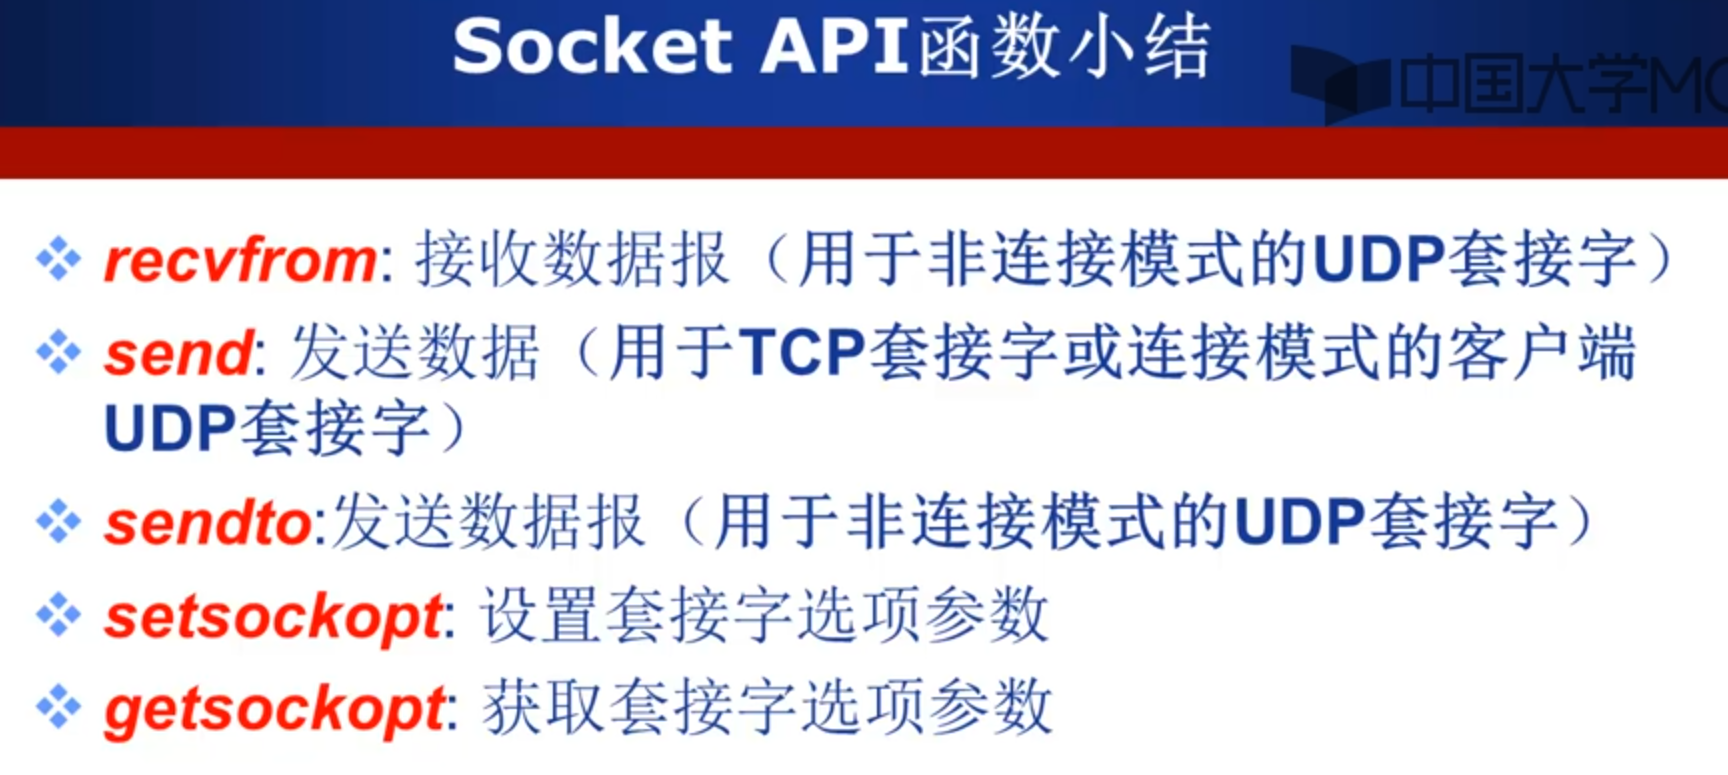 Socket API函数小结
中国大学MO
recvfrom: 接收数据报（用于非连接模式的UDP套接字）
send: 发送数据（用于TCP套接字或连接模式的客户端
UDP套接字）
sendto:发送数据报（用于非连接模式的UDP套接字）
setsockopt: 设置套接字选项参数
getsockopt: 获取套接字选项参数